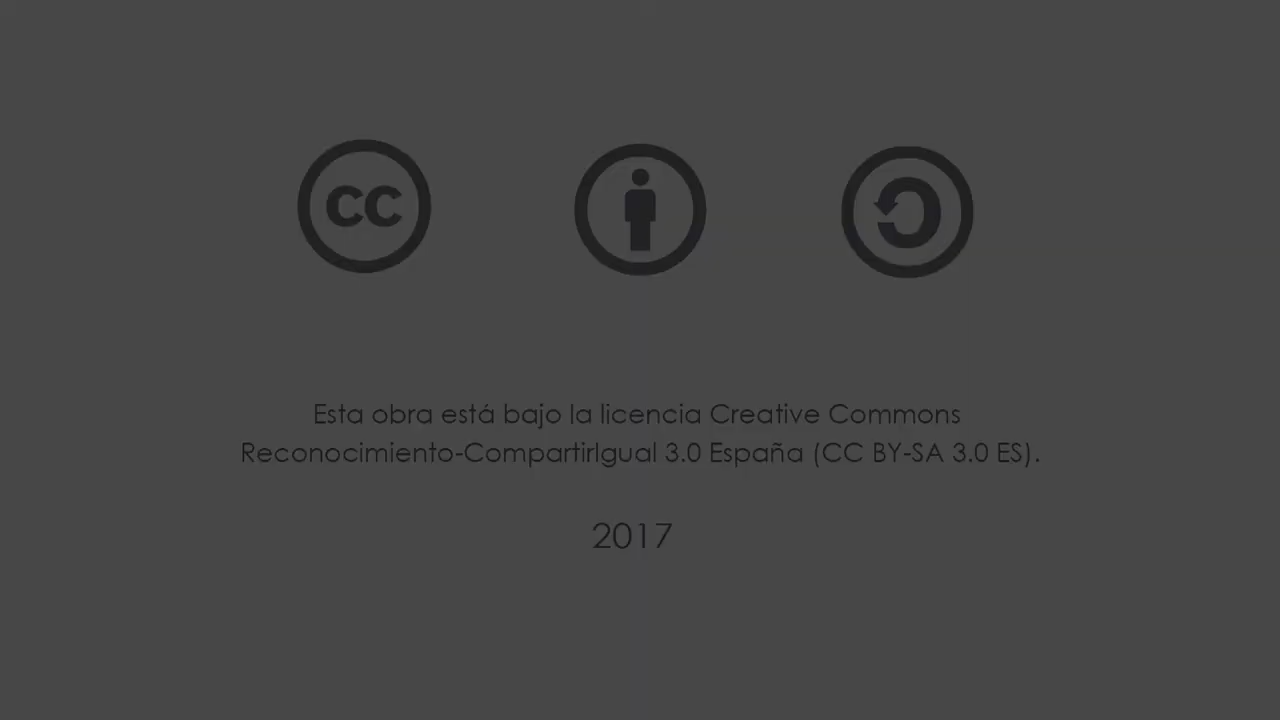 cc
Esta obra está bajo la licencia Creative Commons
Reconocimiento-CompartirIgual 3.0 España (CC BY-SA 3.0 ES).
2017